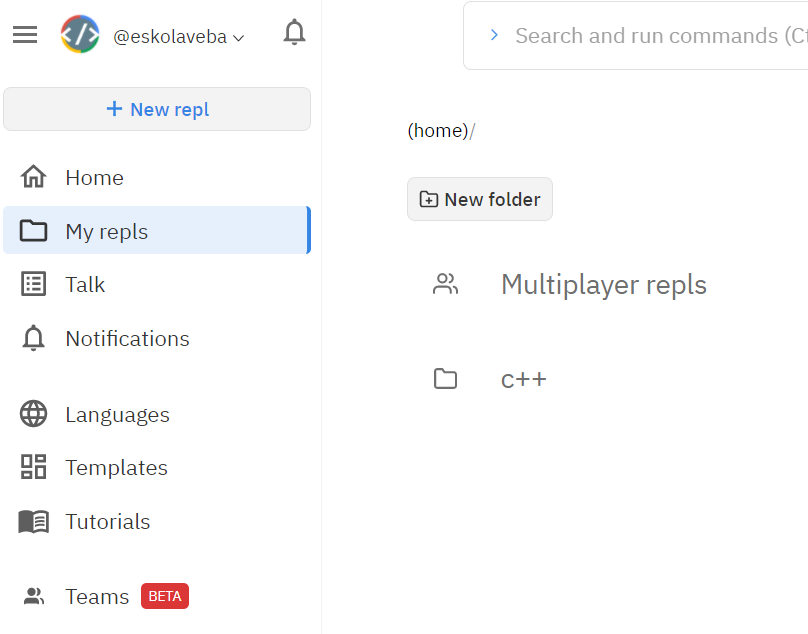 @eskolaveba
Search and run commands (Ct
+ New repl
(home)/
Home
My repls
New folder
Talk
Multiplayer repls
Notifications
c++
Languages
Templates
Tutorials
Teams BETA